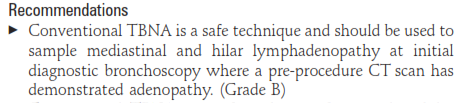 Recommendations
▶ Conventional TBNA is a safe technique and should be used to
sample mediastinal and hilar lymphadenopathy at initial
diagnostic bronchoscopy where a pre-procedure CT scan has
demonstrated adenopathy. (Grade B)